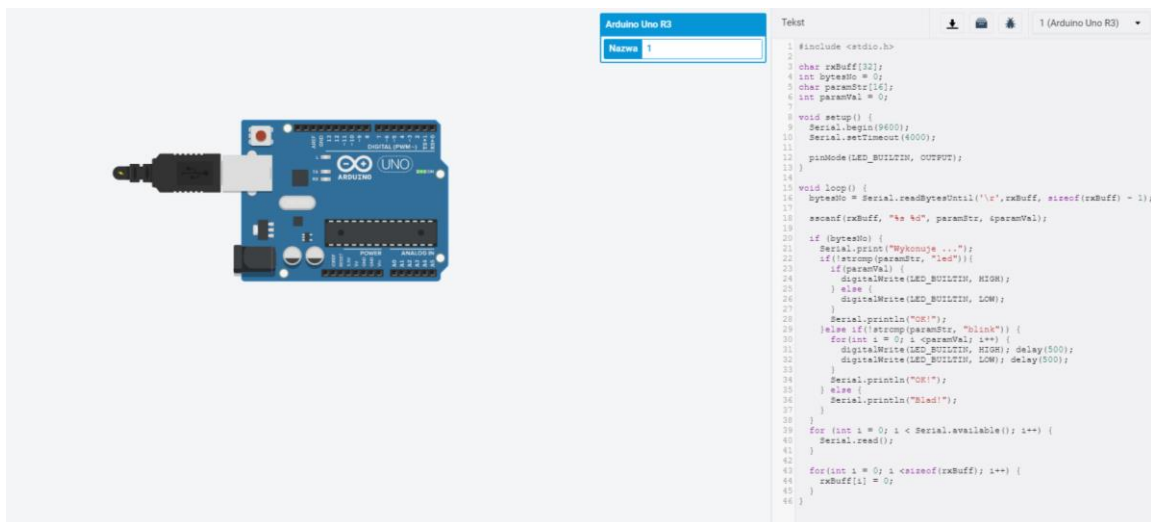 Arduino Uno R3
Nazwa 1
DIGITAL (PWM ~)
UNO
ARDUINO
POWER
ANALOG IN
Tekst
1 (Arduino Uno R3)
1 #include <stdio.h>
2
3 char rxBuff[32];
4 int bytesNo = 0;
5 char paramStr[16];
6 int paramVal = 0;
7
8 void setup() {
9 Serial.begin(9600);
10 Serial.setTimeout(4000);
11
12 pinMode(LED_BUILTIN, OUTPUT);
13 }
14
15 void loop() {
16 bytesNo = Serial.readBytesUntil('\r',rxBuff, sizeof(rxBuff) - 1);
17
18 sscanf(rxBuff, "%s %d", paramStr, &paramVal);
19
20 if (bytesNo) {
21 Serial.print("Wykonuje ...");
22 if(!strcmp(paramStr, "led")){
23 if(paramVal) {
24 digitalWrite(LED_BUILTIN, HIGH);
25 } else {
26 digitalWrite(LED_BUILTIN, LOW);
27 }
28 Serial.println("OK!");
29 }else if(!strcmp(paramStr, "blink")) {
30 for(int i = 0; i <paramVal; i++) {
31 digitalWrite(LED_BUILTIN, HIGH); delay(500);
32 digitalWrite(LED_BUILTIN, LOW); delay(500);
33 }
34 Serial.println("OK!");
35 } else {
36 Serial.println("Blad!");
37 }
38 }
39 for (int i = 0; i < Serial.available(); i++) {
40 Serial.read();
41 }
42
43 for(int i = 0; i <sizeof(rxBuff); i++) {
44 rxBuff[i] = 0;
45 }
46 }